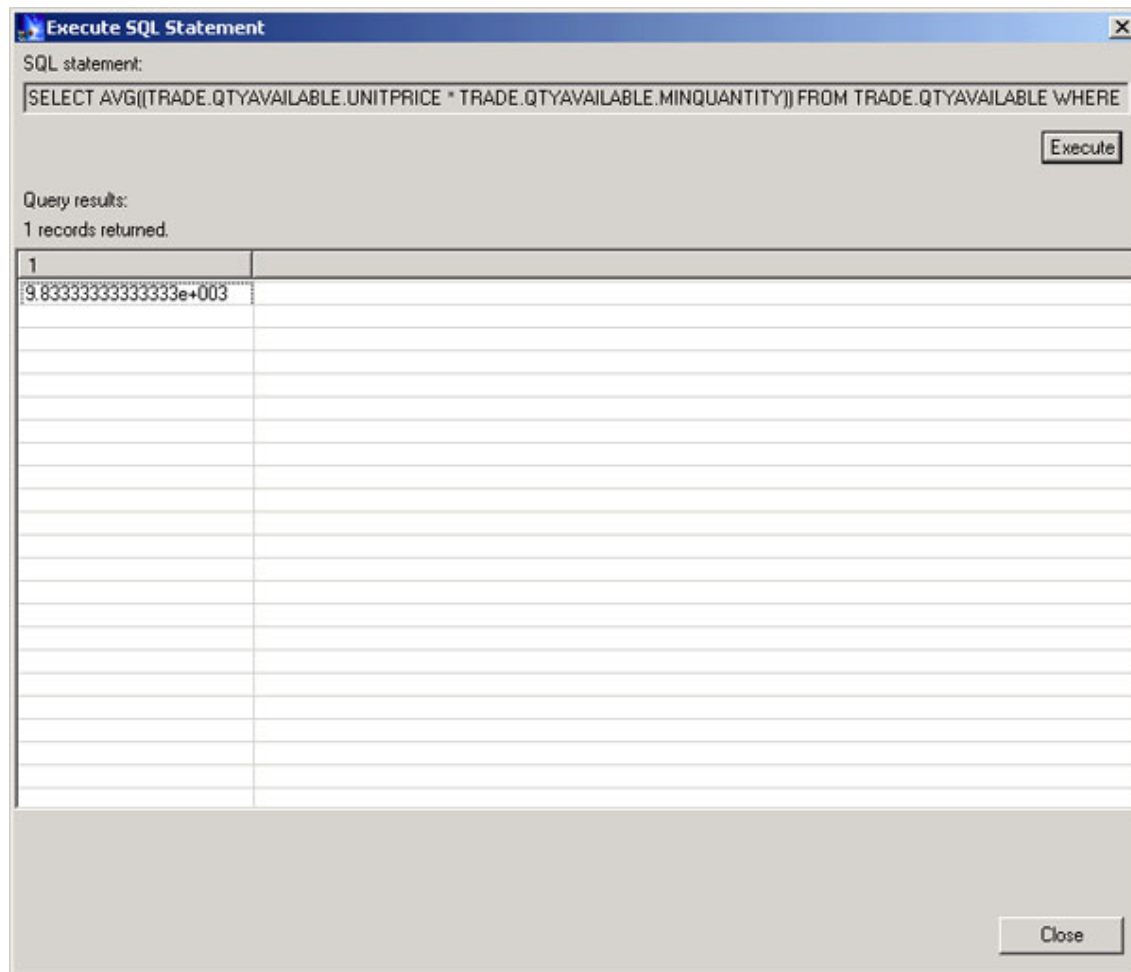 Execute SQL Statement
SQL statement:
SELECT AVG((TRADE.QTYAVAILABLE.UNITPRICE * TRADE.QTYAVAILABLE.MINQUANTITY)) FROM TRADE.QTYAVAILABLE WHERE
Execute
Query results:
1 records returned.
1
9.83333333333333e+003
Close